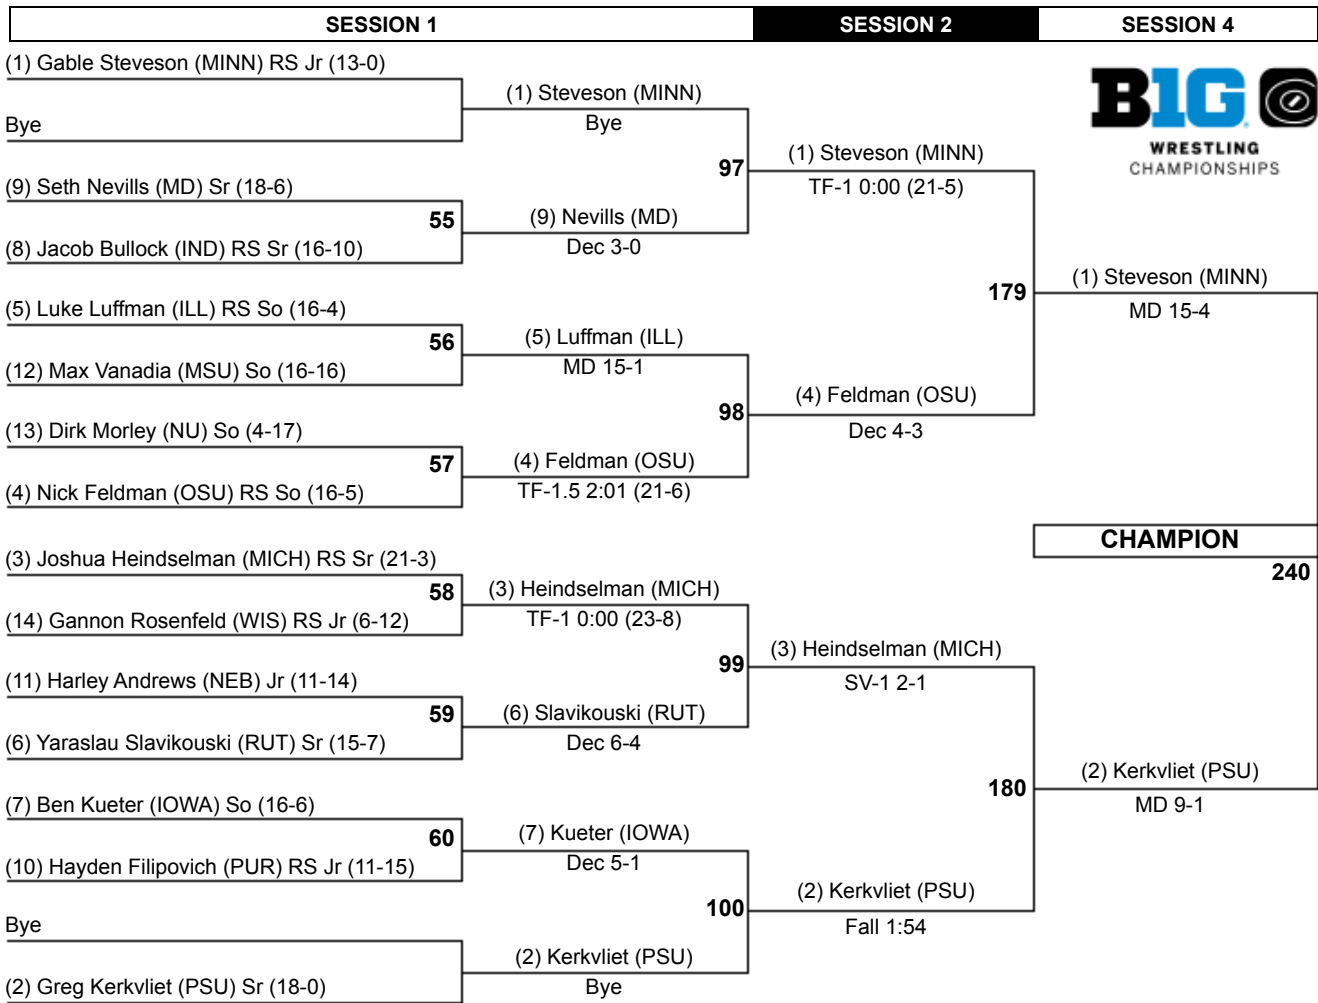 SESSION 1
SESSION 2
SESSION 4
(1) Gable Steveson (MINN) RS Jr (13-0)
Bye
(9) Seth Nevills (MD) Sr (18-6)
55
(8) Jacob Bullock (IND) RS Sr (16-10)
(5) Luke Luffman (ILL) RS So (16-4)
56
(12) Max Vanadia (MSU) So (16-16)
(13) Dirk Morley (NU) So (4-17)
57
(4) Nick Feldman (OSU) RS So (16-5)
(3) Joshua Heindselman (MICH) RS Sr (21-3)
58
(14) Gannon Rosenfeld (WIS) RS Jr (6-12)
(11) Harley Andrews (NEB) Jr (11-14)
59
(6) Yaraslau Slavikouski (RUT) Sr (15-7)
(7) Ben Kueter (IOWA) So (16-6)
60
(10) Hayden Filipovich (PUR) RS Jr (11-15)
Bye
(2) Greg Kerkvliet (PSU) Sr (18-0)
(1) Steveson (MINN)
Bye
97
(9) Nevills (MD)
Dec 3-0
(5) Luffman (ILL)
MD 15-1
98
(4) Feldman (OSU)
TF-1.5 2:01 (21-6)
(3) Heindselman (MICH)
TF-1 0:00 (23-8)
99
(6) Slavikouski (RUT)
Dec 6-4
(7) Kueter (IOWA)
Dec 5-1
100
(2) Kerkvliet (PSU)
Bye
(1) Steveson (MINN)
TF-1 0:00 (21-5)
179
(4) Feldman (OSU)
Dec 4-3
(3) Heindselman (MICH)
SV-1 2-1
180
(2) Kerkvliet (PSU)
Fall 1:54
B1G
WRESTLING
CHAMPIONSHIPS
(1) Steveson (MINN)
MD 15-4
CHAMPION
240
(2) Kerkvliet (PSU)
MD 9-1